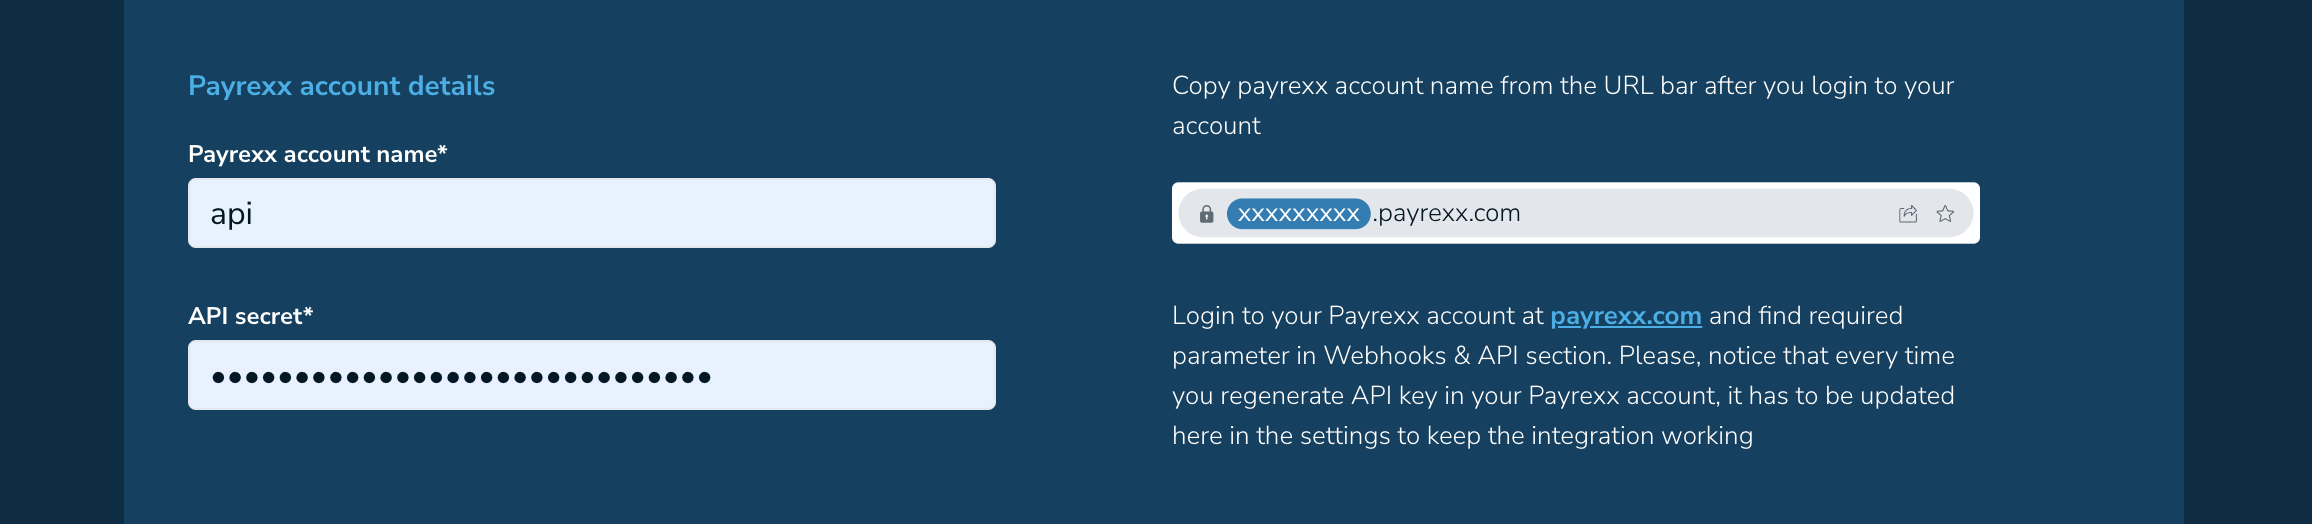 Payrexx account details
Payrexx account name*
api
API secret*
••••••••••••••••••••••••••••••
Copy payrexx account name from the URL bar after you login to your
account
xxxxxxxxx.payrexx.com
Login to your Payrexx account at payrexx.com and find required
parameter in Webhooks & API section. Please, notice that every time
you regenerate API key in your Payrexx account, it has to be updated
here in the settings to keep the integration working